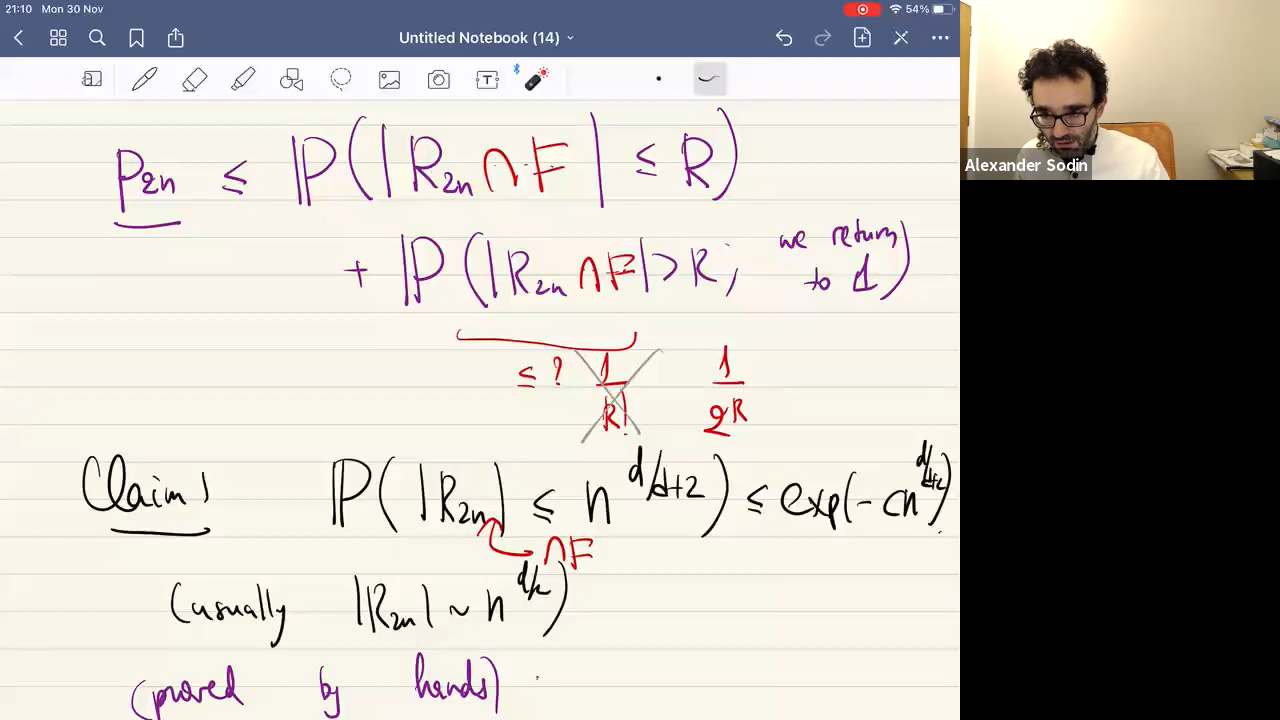 21:10 Mon 30 Nov
54%
Untitled Notebook (14)
Alexander Sodin
P2n ≤ ℙ(|R2n ∩ F| ≤ R)
+ ℙ(|R2n ∩ F| > R; we return to 1)
≤ ? 1/R! 1/2^R
Claim! ℙ(|R2n| ≤ n^{d/d+2}) ≤ exp(-cn^{d/d+2})
∩F
(usually |R2n| ~ n^{d/2})
(proved by hands)